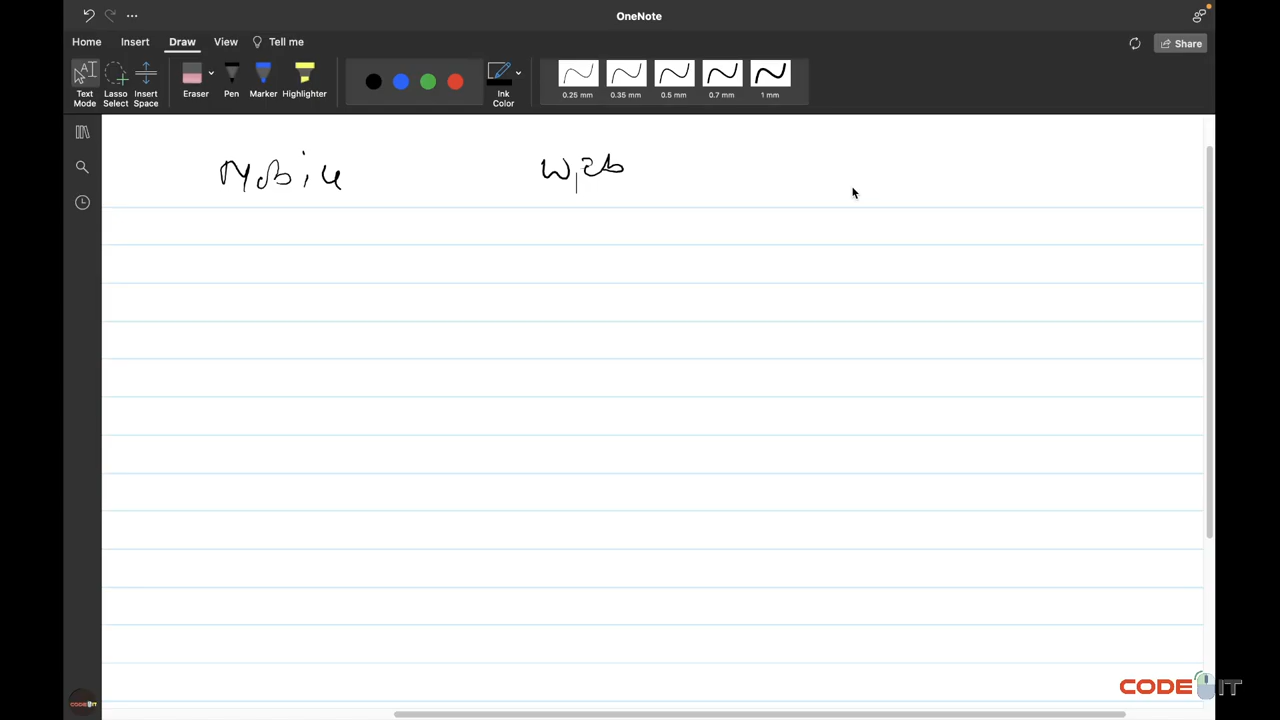 OneNote
Home Insert Draw View Tell me
Share
Text Mode
Lasso Select
Insert Space
Eraser
Pen
Marker
Highlighter
Ink Color
0.25 mm
0.35 mm
0.5 mm
0.7 mm
1 mm
Mobile Web
CODE IT